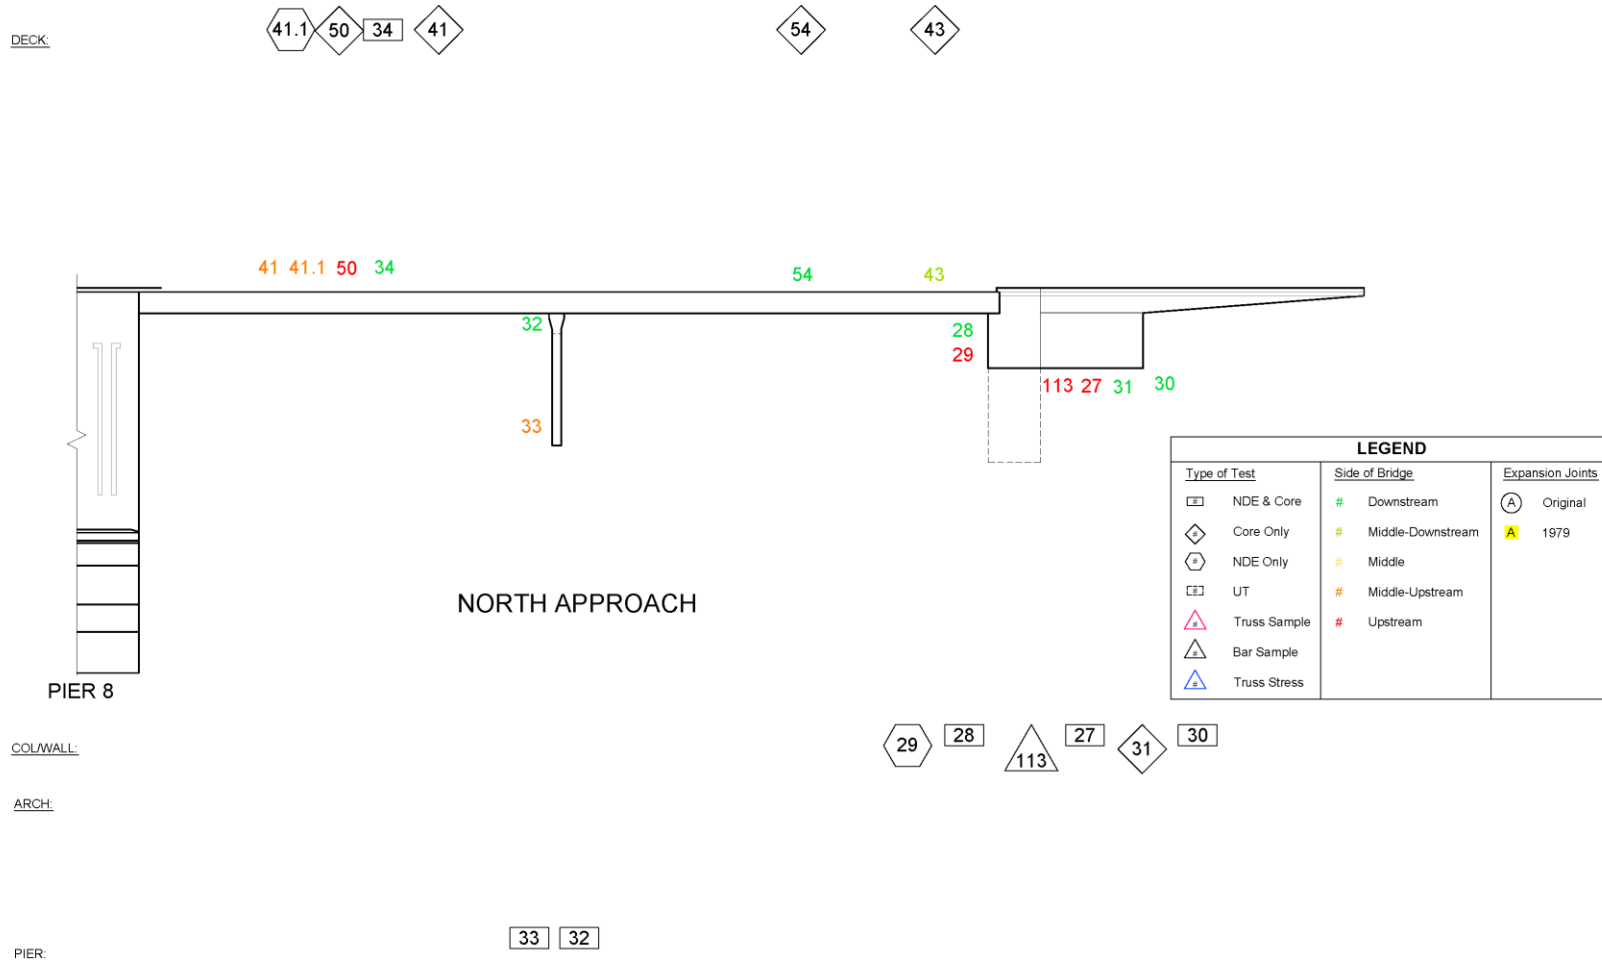 DECK: 41.1 50 34 41 54 43
41 41.1 50 34 54 43
32 28
29
113 27 31 30
33
NORTH APPROACH
PIER 8
LEGEND
Type of Test Side of Bridge Expansion Joints
# NDE & Core # Downstream A Original
# Core Only # Middle-Downstream A 1979
# NDE Only # Middle
# UT # Middle-Upstream
# Truss Sample # Upstream
# Bar Sample
# Truss Stress
COL/WALL: 29 28 113 27 31 30
ARCH:
PIER: 33 32